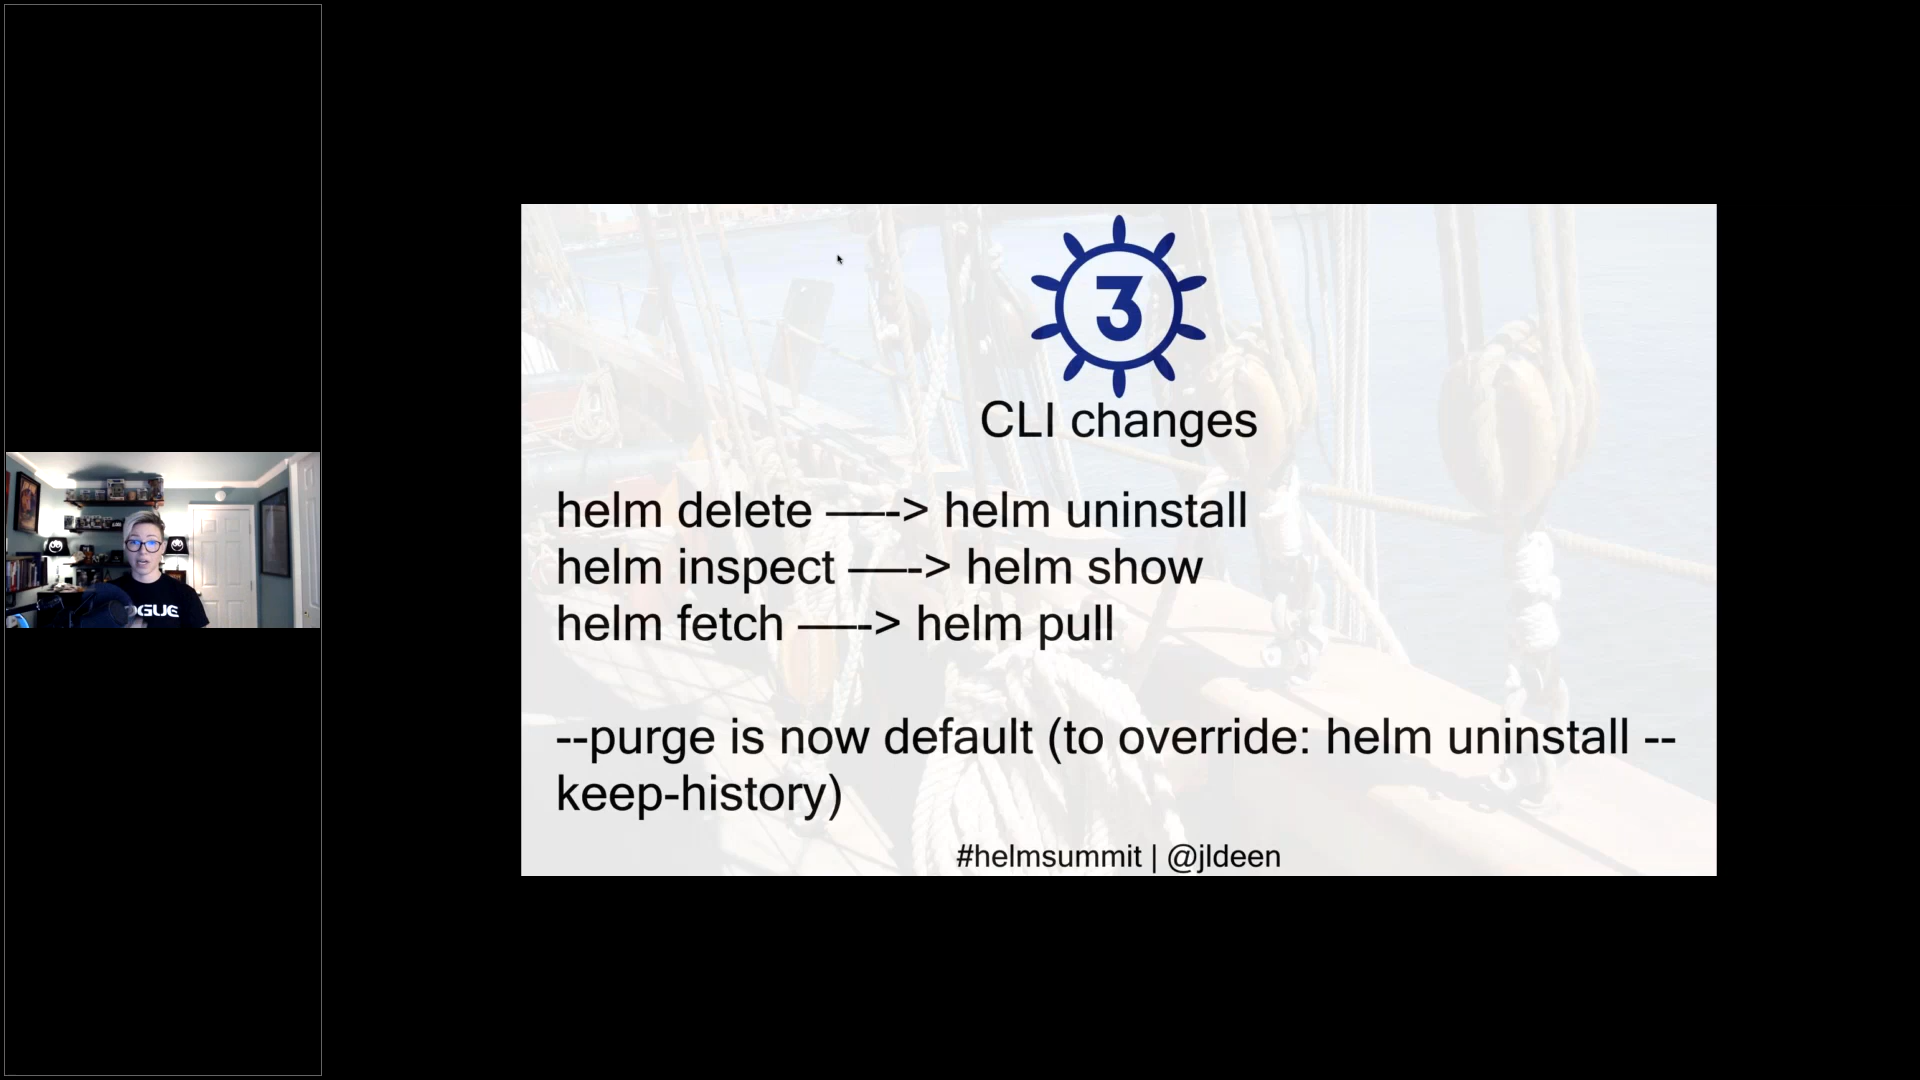 3
CLI changes
helm delete ——-> helm uninstall
helm inspect ——-> helm show
helm fetch ——-> helm pull
--purge is now default (to override: helm uninstall --
keep-history)
#helmsummit | @jldeen
OGUE